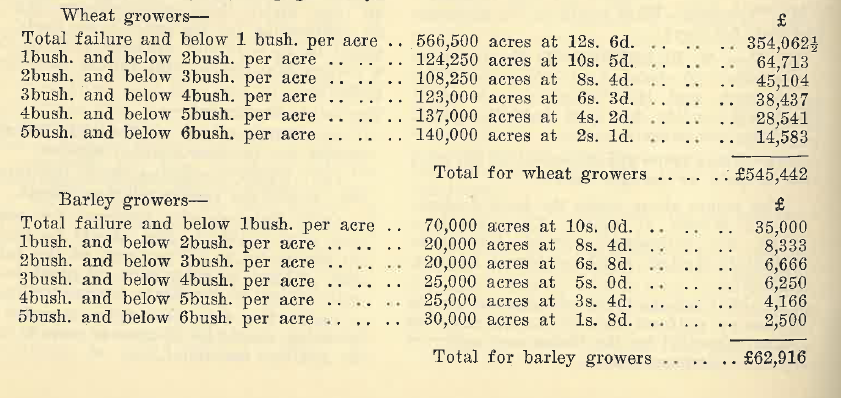 Wheat growers— £
Total failure and below 1 bush. per acre .. 566,500 acres at 12s. 6d. .. .. .. 354,062½
1bush. and below 2bush. per acre .. .. .. 124,250 acres at 10s. 5d. .. .. .. 64,713
2bush. and below 3bush. per acre .. .. .. 108,250 acres at 8s. 4d. .. .. .. 45,104
3bush. and below 4bush. per acre .. .. .. 123,000 acres at 6s. 3d. .. .. .. 38,437
4bush. and below 5bush. per acre .. .. .. 137,000 acres at 4s. 2d. .. .. .. 28,541
5bush. and below 6bush. per acre .. .. .. 140,000 acres at 2s. 1d. .. .. .. 14,583
Total for wheat growers .. .. .. £545,442
Barley growers— £
Total failure and below 1bush. per acre .. 70,000 acres at 10s. 0d. .. .. .. 35,000
1bush. and below 2bush. per acre .. .. .. 20,000 acres at 8s. 4d. .. .. .. 8,333
2bush. and below 3bush. per acre .. .. .. 20,000 acres at 6s. 8d. .. .. .. 6,666
3bush. and below 4bush. per acre .. .. .. 25,000 acres at 5s. 0d. .. .. .. 6,250
4bush. and below 5bush. per acre .. .. .. 25,000 acres at 3s. 4d. .. .. .. 4,166
5bush. and below 6bush. per acre .. .. .. 30,000 acres at 1s. 8d. .. .. .. 2,500
Total for barley growers .. .. .. £62,916